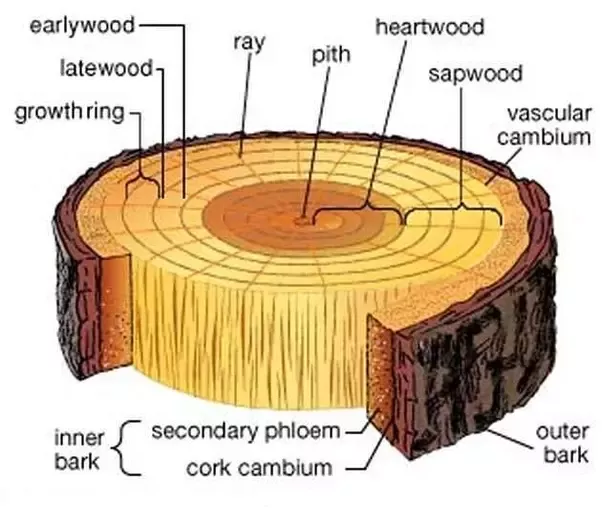 earlywood
latewood
growth ring
ray
pith
heartwood
sapwood
vascular
cambium
inner
bark
secondary phloem
cork cambium
outer
bark